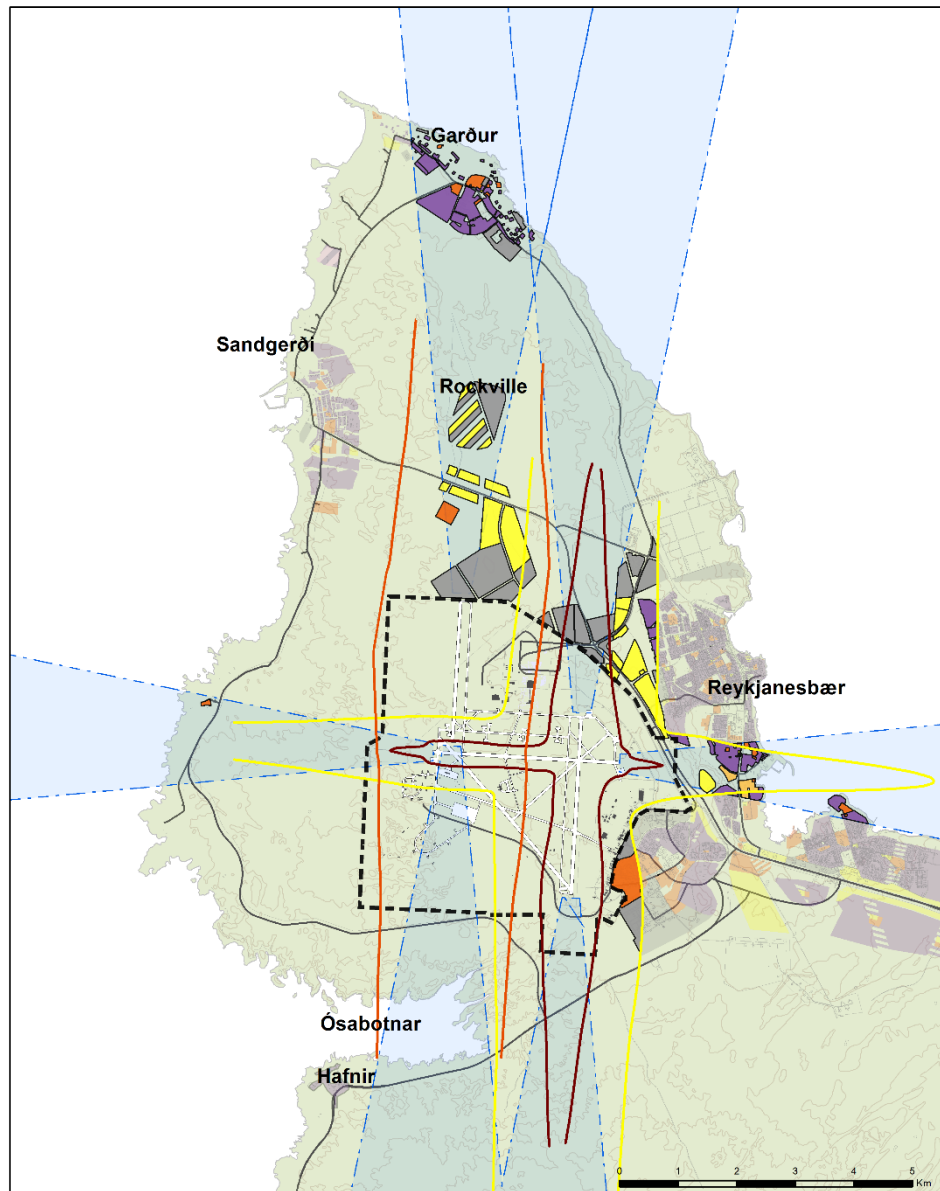 Garður
Sandgerði
Rockville
Reykjanesbær
Ósabotnar
Hafnir
0 1 2 3 4 5
Km